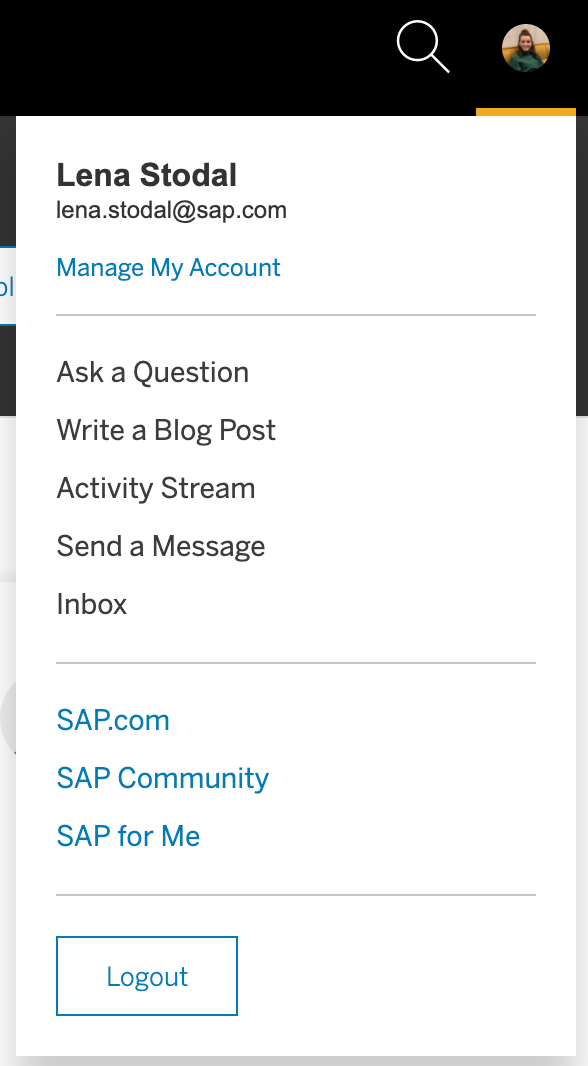 Lena Stodal
lena.stodal@sap.com
Manage My Account
Ask a Question
Write a Blog Post
Activity Stream
Send a Message
Inbox
SAP.com
SAP Community
SAP for Me
Logout